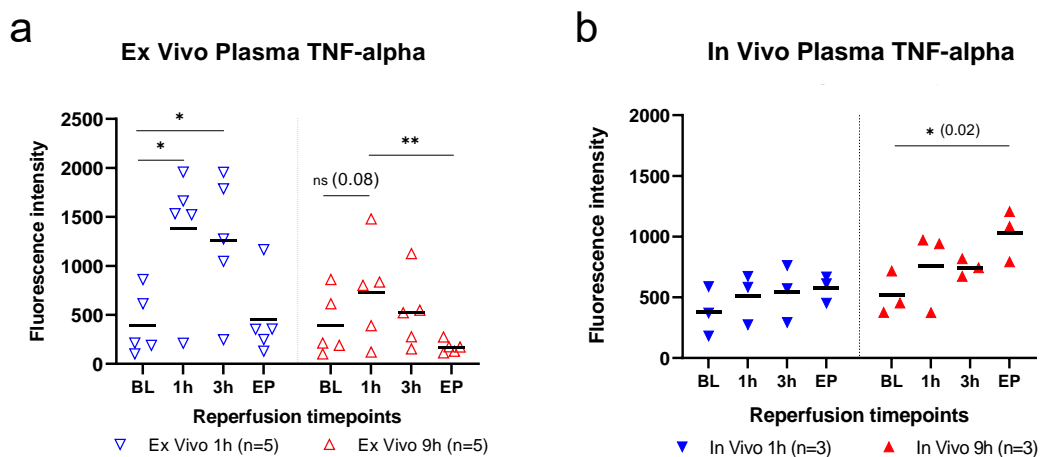 a
Ex Vivo Plasma TNF-alpha
Fluorescence intensity
2500
2000
1500
1000
500
0
*
*
ns (0.08)
**
BL 1h 3h EP BL 1h 3h EP
Reperfusion timepoints
Ex Vivo 1h (n=5) Ex Vivo 9h (n=5)
b
In Vivo Plasma TNF-alpha
Fluorescence intensity
2000
1500
1000
500
0
* (0.02)
BL 1h 3h EP BL 1h 3h EP
Reperfusion timepoints
In Vivo 1h (n=3) In Vivo 9h (n=3)